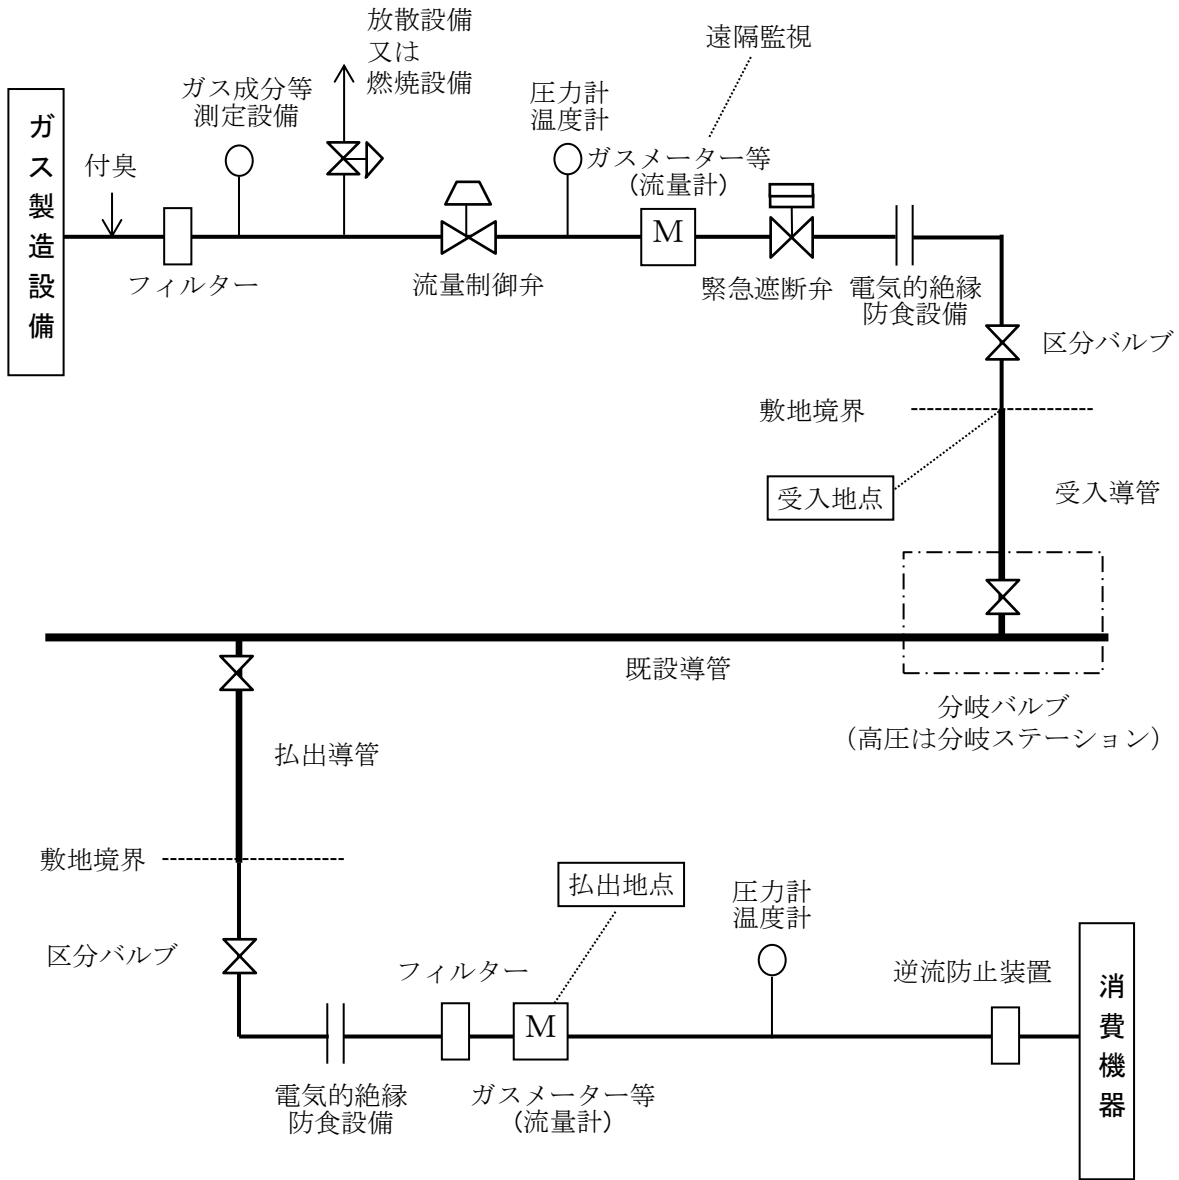 放散設備
又は
燃焼設備
遠隔監視
ガス成分等
測定設備
圧力計
温度計
ガス製造設備
付臭
ガスメーター等
(流量計)
M
フィルター
流量制御弁
緊急遮断弁
電気的絶縁
防食設備
区分バルブ
敷地境界
受入地点
受入導管
既設導管
分岐バルブ
（高圧は分岐ステーション）
払出導管
敷地境界
払出地点
圧力計
温度計
区分バルブ
フィルター
逆流防止装置
消費機器
M
電気的絶縁
防食設備
ガスメーター等
(流量計)